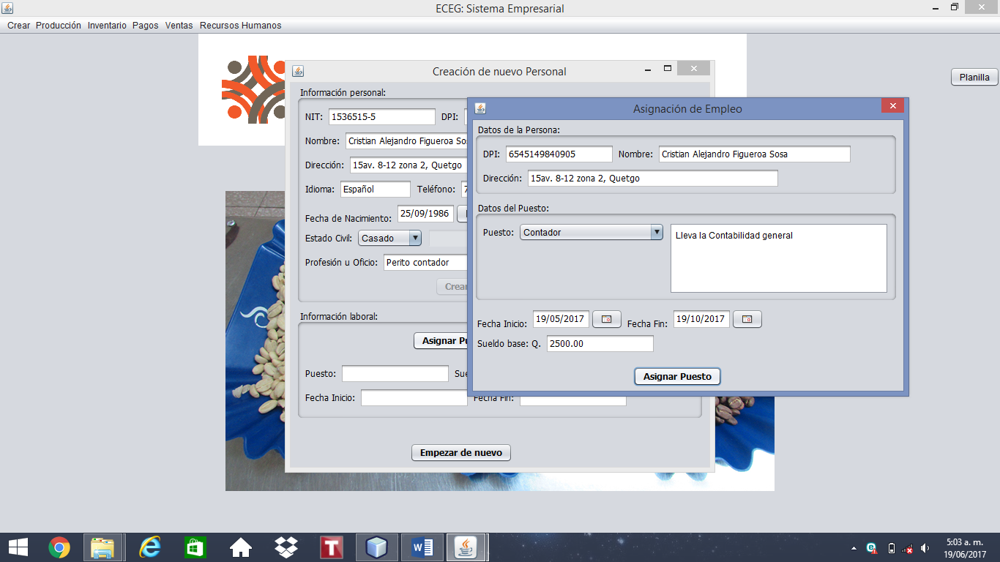 ECEG: Sistema Empresarial
Crear Producción Inventario Pagos Ventas Recursos Humanos
Planilla
Creación de nuevo Personal
Información personal:
NIT: 1536515-5 DPI:
Nombre: Cristian Alejandro Figueroa Sos
Dirección: 15av. 8-12 zona 2, Quetgo
Idioma: Español Teléfono: 7
Fecha de Nacimiento: 25/09/1986
Estado Civil: Casado
Profesión u Oficio: Perito contador
Crear
Información laboral:
Asignar Pu
Puesto: Sue
Fecha Inicio: Fecha Fin:
Empezar de nuevo
Asignación de Empleo
Datos de la Persona:
DPI: 6545149840905 Nombre: Cristian Alejandro Figueroa Sosa
Dirección: 15av. 8-12 zona 2, Quetgo
Datos del Puesto:
Puesto: Contador Lleva la Contabilidad general
Fecha Inicio: 19/05/2017 Fecha Fin: 19/10/2017
Sueldo base: Q. 2500.00
Asignar Puesto
5:03 a. m.
19/06/2017